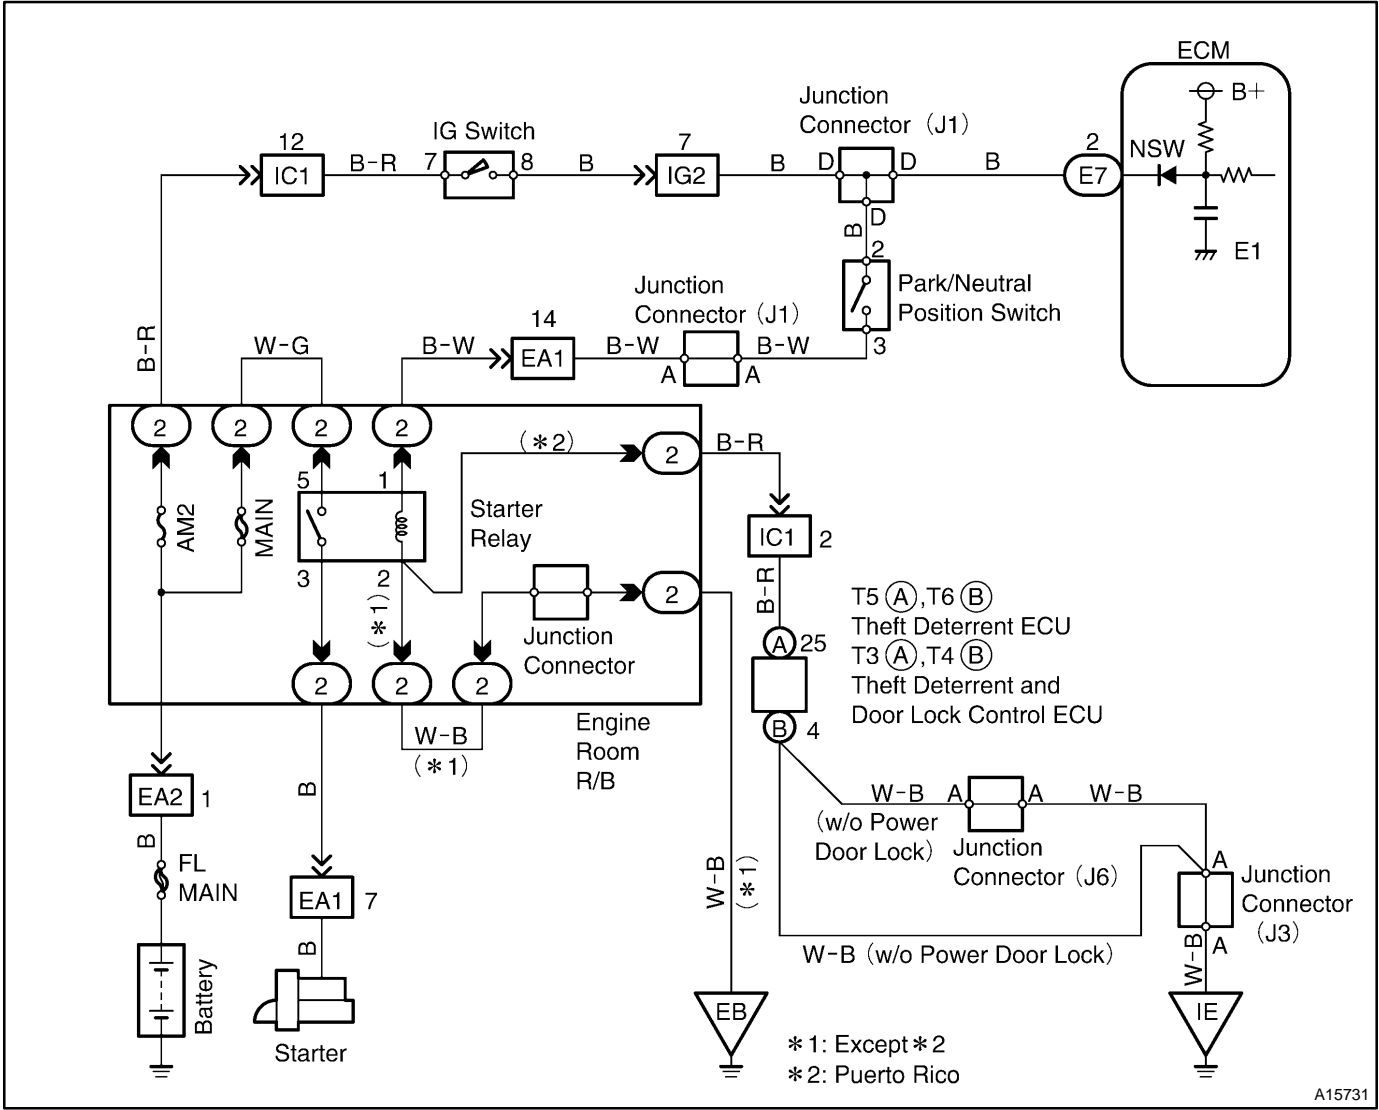 ECM
Junction
Connector (J1)
B+
IG Switch
12
7
2
NSW
IC1
B-R
7
8
B
IG2
B
D
D
B
E7
D
B
2
E1
Junction
Connector (J1)
Park/Neutral
Position Switch
14
B-R
W-G
B-W
EA1
B-W
B-W
3
A
A
2
2
2
2
(*2)
2
B-R
5
1
AM2
MAIN
Starter
Relay
IC1
2
3
2
(*1)
2
B-R
Junction
Connector
T5 A, T6 B
Theft Deterrent ECU
A
25
T3 A, T4 B
Theft Deterrent and
Door Lock Control ECU
2
2
2
B
4
W-B
(*1)
Engine
Room
R/B
EA2
1
B
W-B
A
A
W-B
(w/o Power
Door Lock)
Junction
Connector (J6)
B
FL
MAIN
W-B
(*1)
A
Junction
Connector
(J3)
EA1
7
B
A
W-B
W-B (w/o Power Door Lock)
Battery
Starter
EB
IE
*1: Except *2
*2: Puerto Rico
A15731